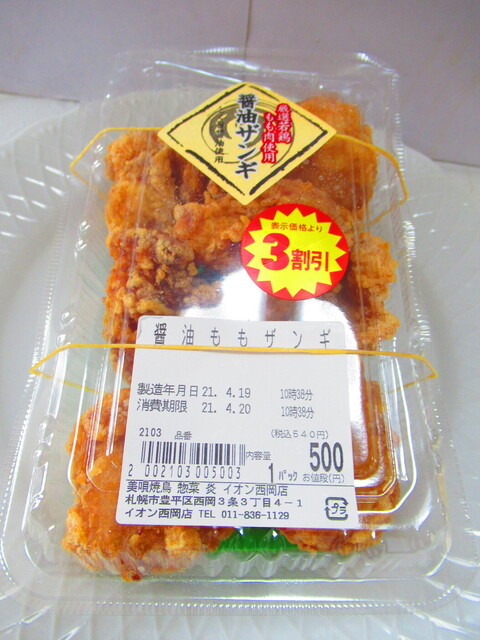 厳選若鶏
もも肉使用
醤油ザンギ
表示価格より
3割引
醤油ももザンギ
製造年月日 21. 4.19 10時38分
消費期限 21. 4.20 10時38分
2103 品番 (税込540円)
内容量 500
1パック お値段(円)
2 002103 005003
美唄焼鳥 惣菜 炎 イオン西岡店
札幌市豊平区西岡3条3丁目4-1
イオン西岡店 TEL 011-836-1129
プラ